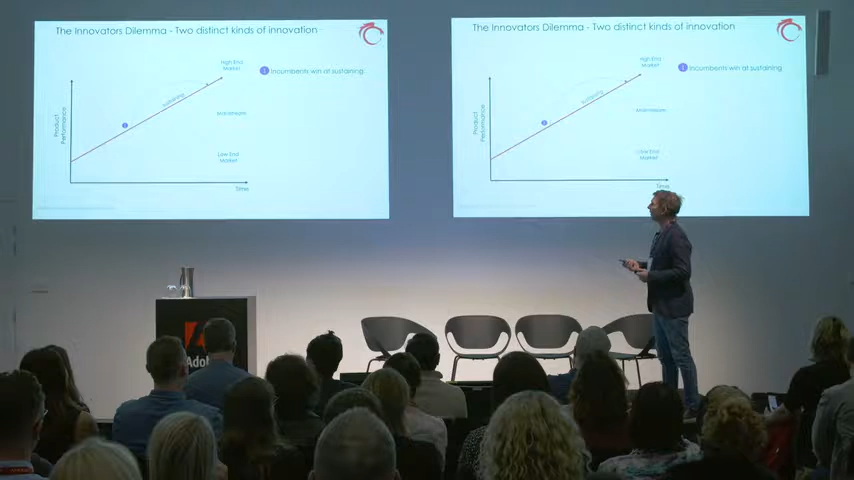 The Innovators Dilemma - Two distinct kinds of innovation
High End
Market
1 Incumbents win at sustaining
sustaining
1
Product
Performance
Mainstream
Low End
Market
Time
The Innovators Dilemma - Two distinct kinds of innovation
High End
Market
1 Incumbents win at sustaining
sustaining
1
Product
Performance
Mainstream
Low End
Market
Time
Adobe